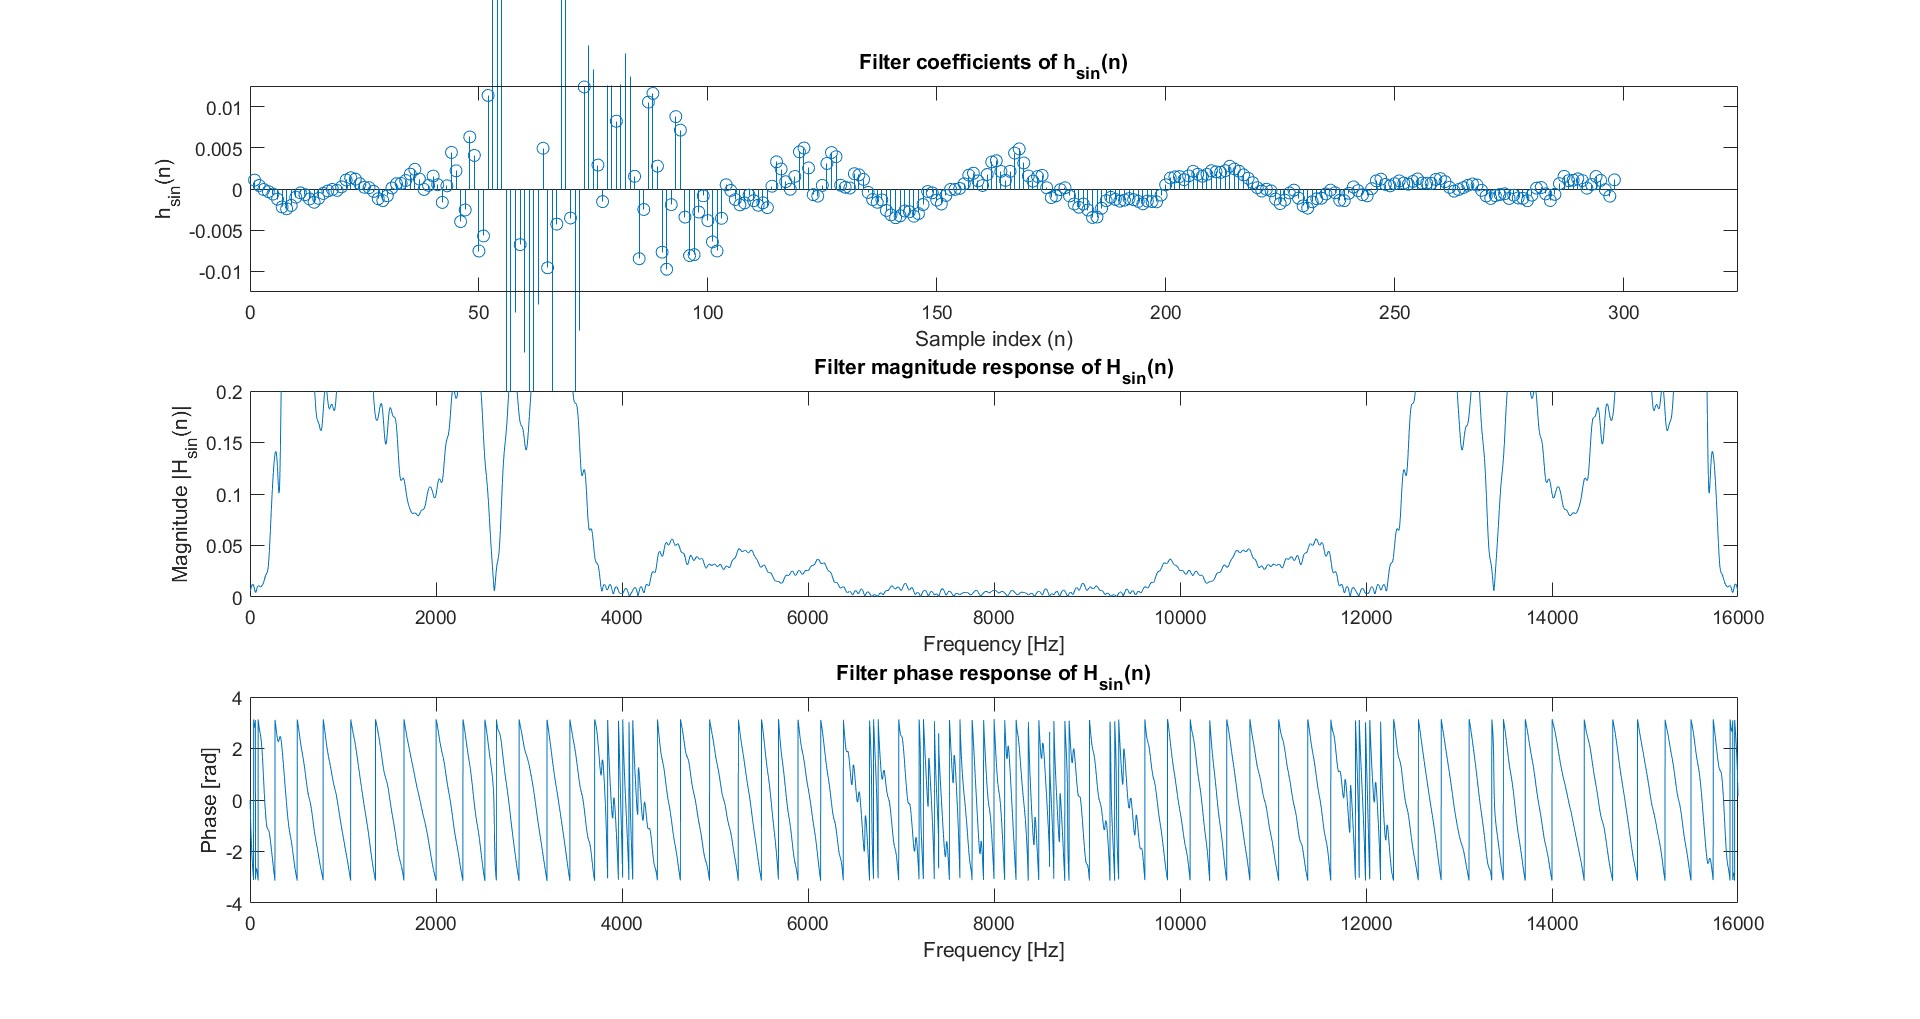 Filter coefficients of h_sin(n)
0.01
0.005
0
-0.005
-0.01
h_sin(n)
0 50 100 150 200 250 300
Sample index (n)
Filter magnitude response of H_sin(n)
0.2
0.15
0.1
0.05
0
Magnitude |H_sin(n)|
0 2000 4000 6000 8000 10000 12000 14000 16000
Frequency [Hz]
Filter phase response of H_sin(n)
4
2
0
-2
-4
Phase [rad]
0 2000 4000 6000 8000 10000 12000 14000 16000
Frequency [Hz]